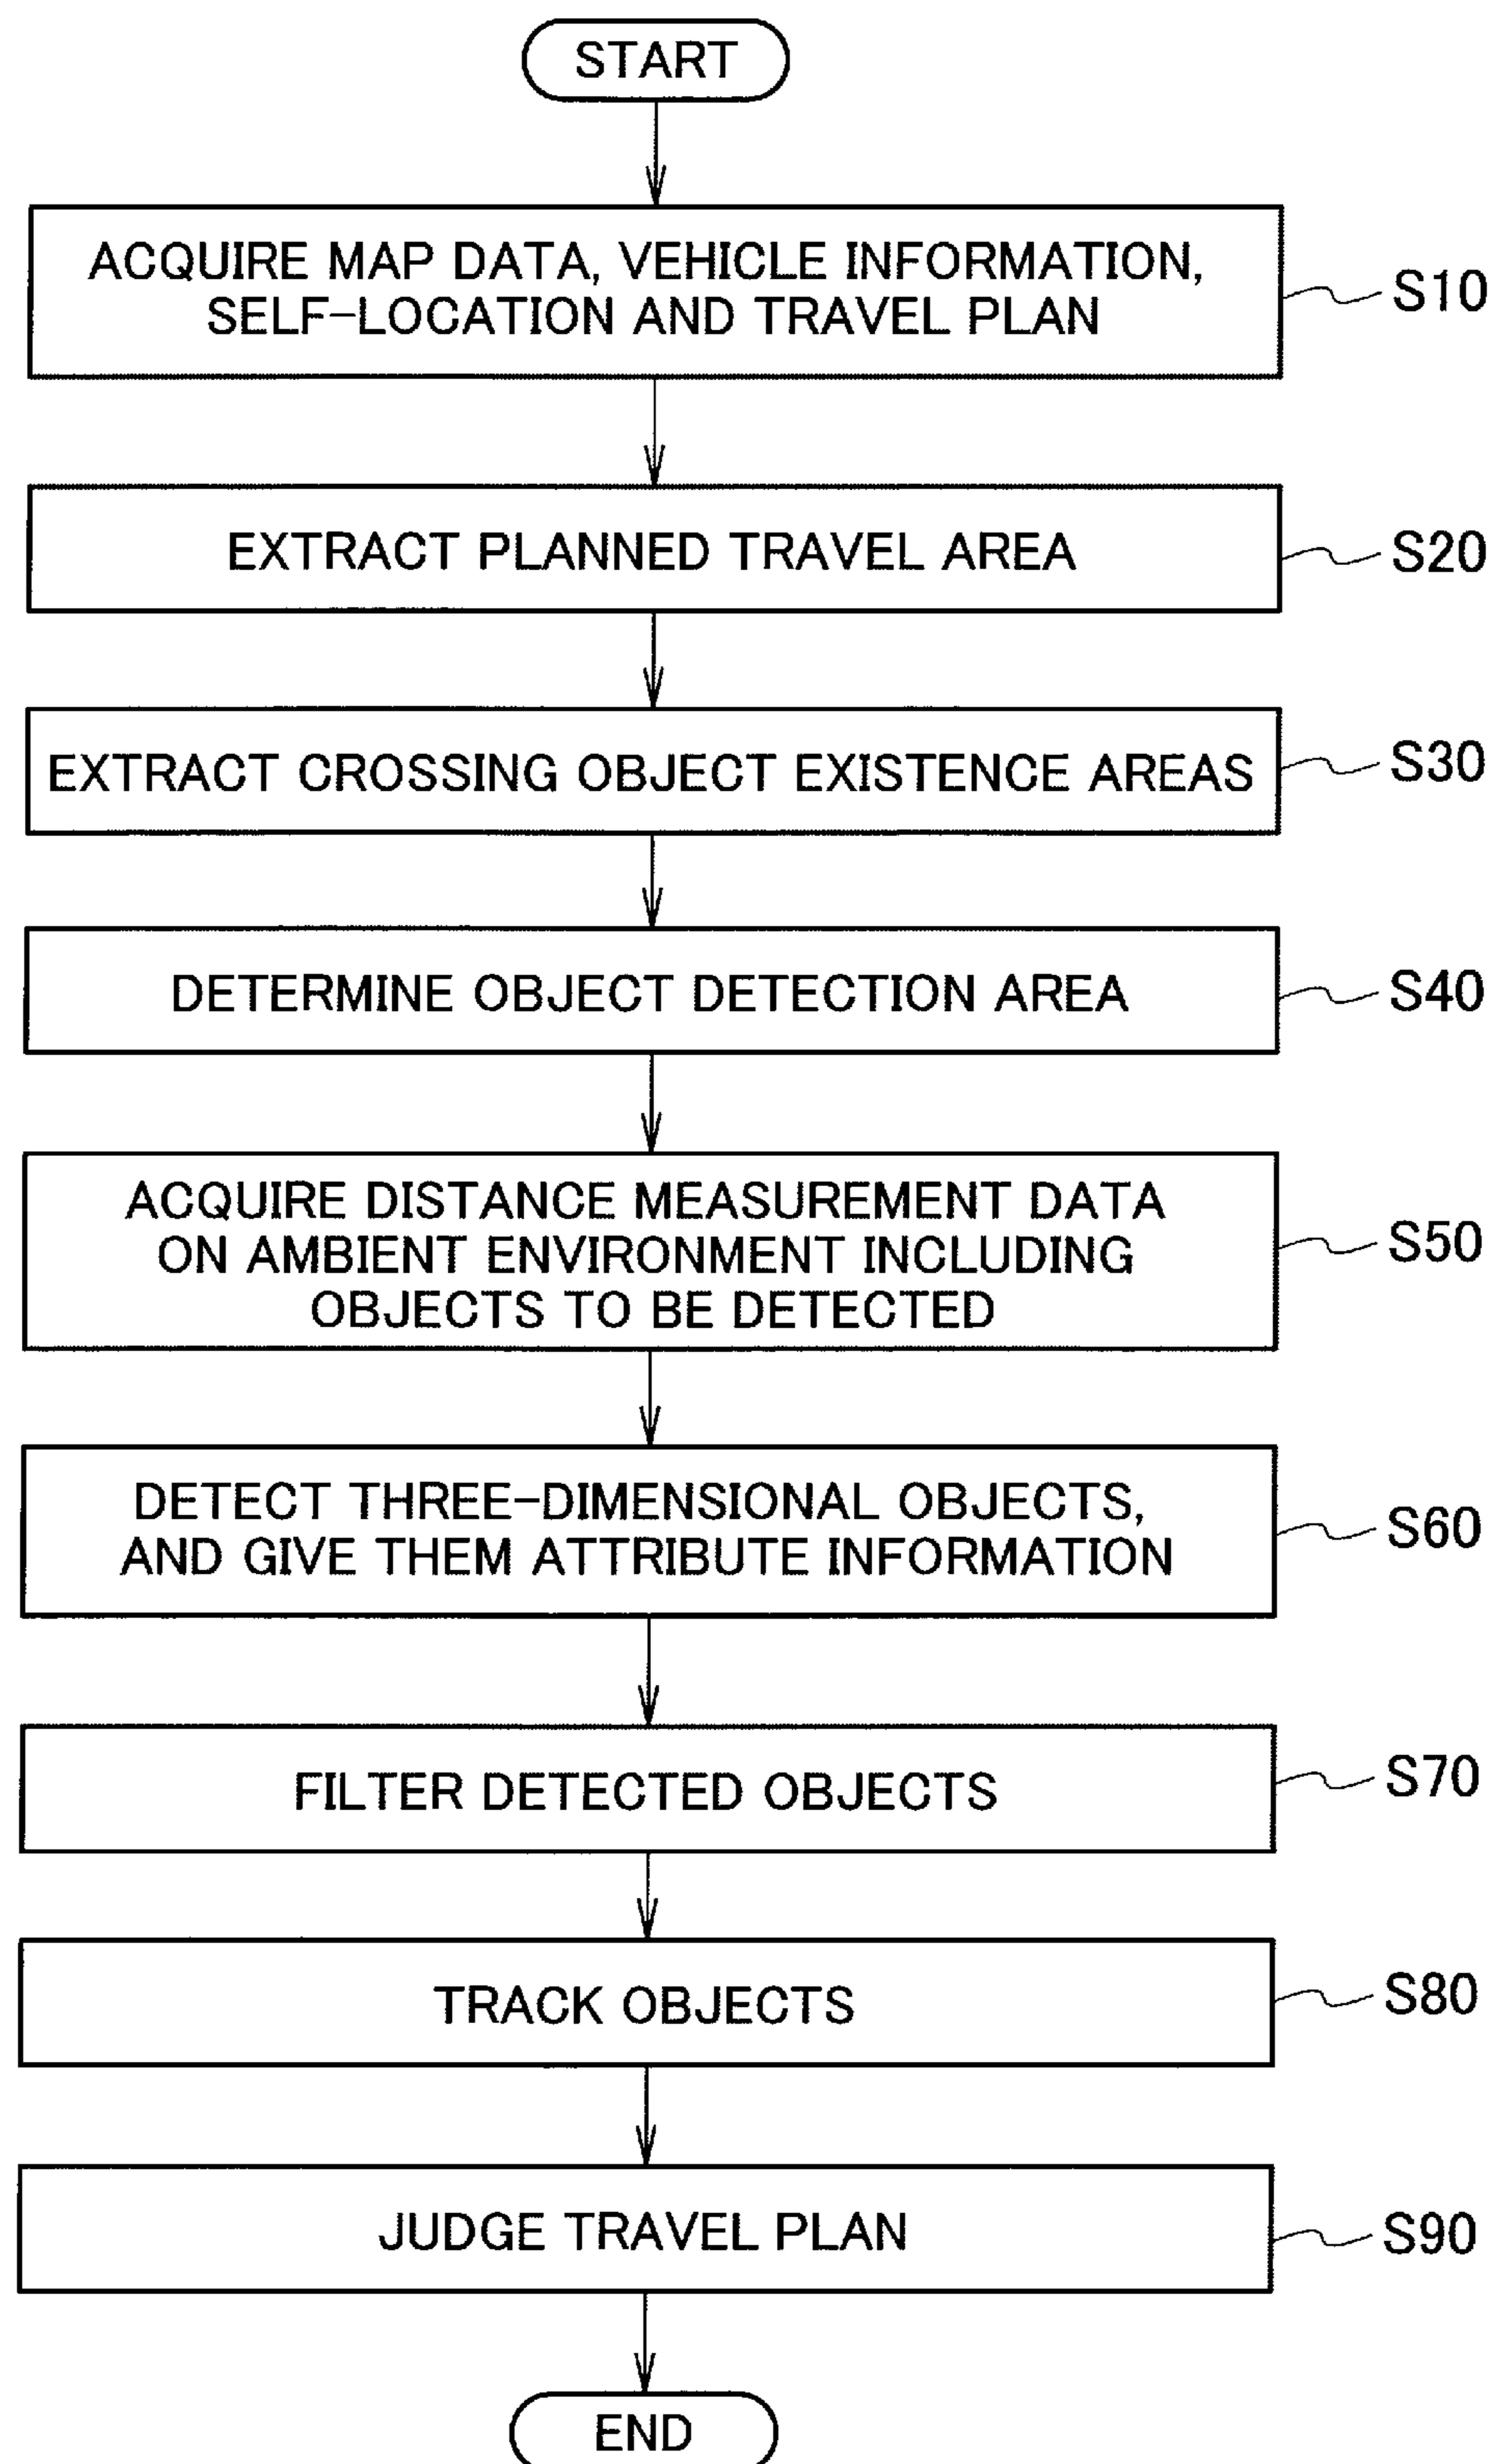 START
ACQUIRE MAP DATA, VEHICLE INFORMATION,
SELF-LOCATION AND TRAVEL PLAN
S10
EXTRACT PLANNED TRAVEL AREA
S20
EXTRACT CROSSING OBJECT EXISTENCE AREAS
S30
DETERMINE OBJECT DETECTION AREA
S40
ACQUIRE DISTANCE MEASUREMENT DATA
ON AMBIENT ENVIRONMENT INCLUDING
OBJECTS TO BE DETECTED
S50
DETECT THREE-DIMENSIONAL OBJECTS,
AND GIVE THEM ATTRIBUTE INFORMATION
S60
FILTER DETECTED OBJECTS
S70
TRACK OBJECTS
S80
JUDGE TRAVEL PLAN
S90
END